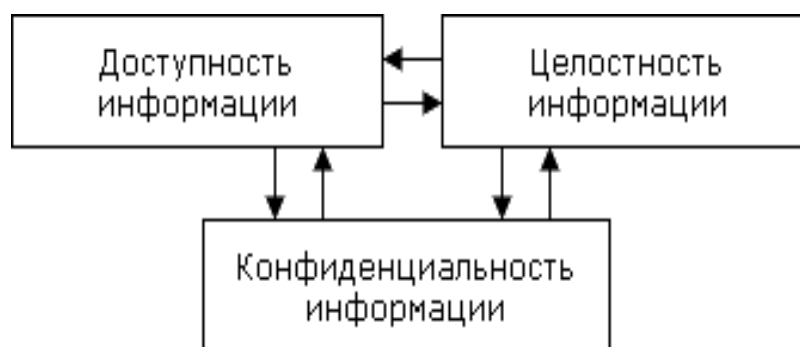 Доступность
информации
Целостность
информации
Конфиденциальность
информации